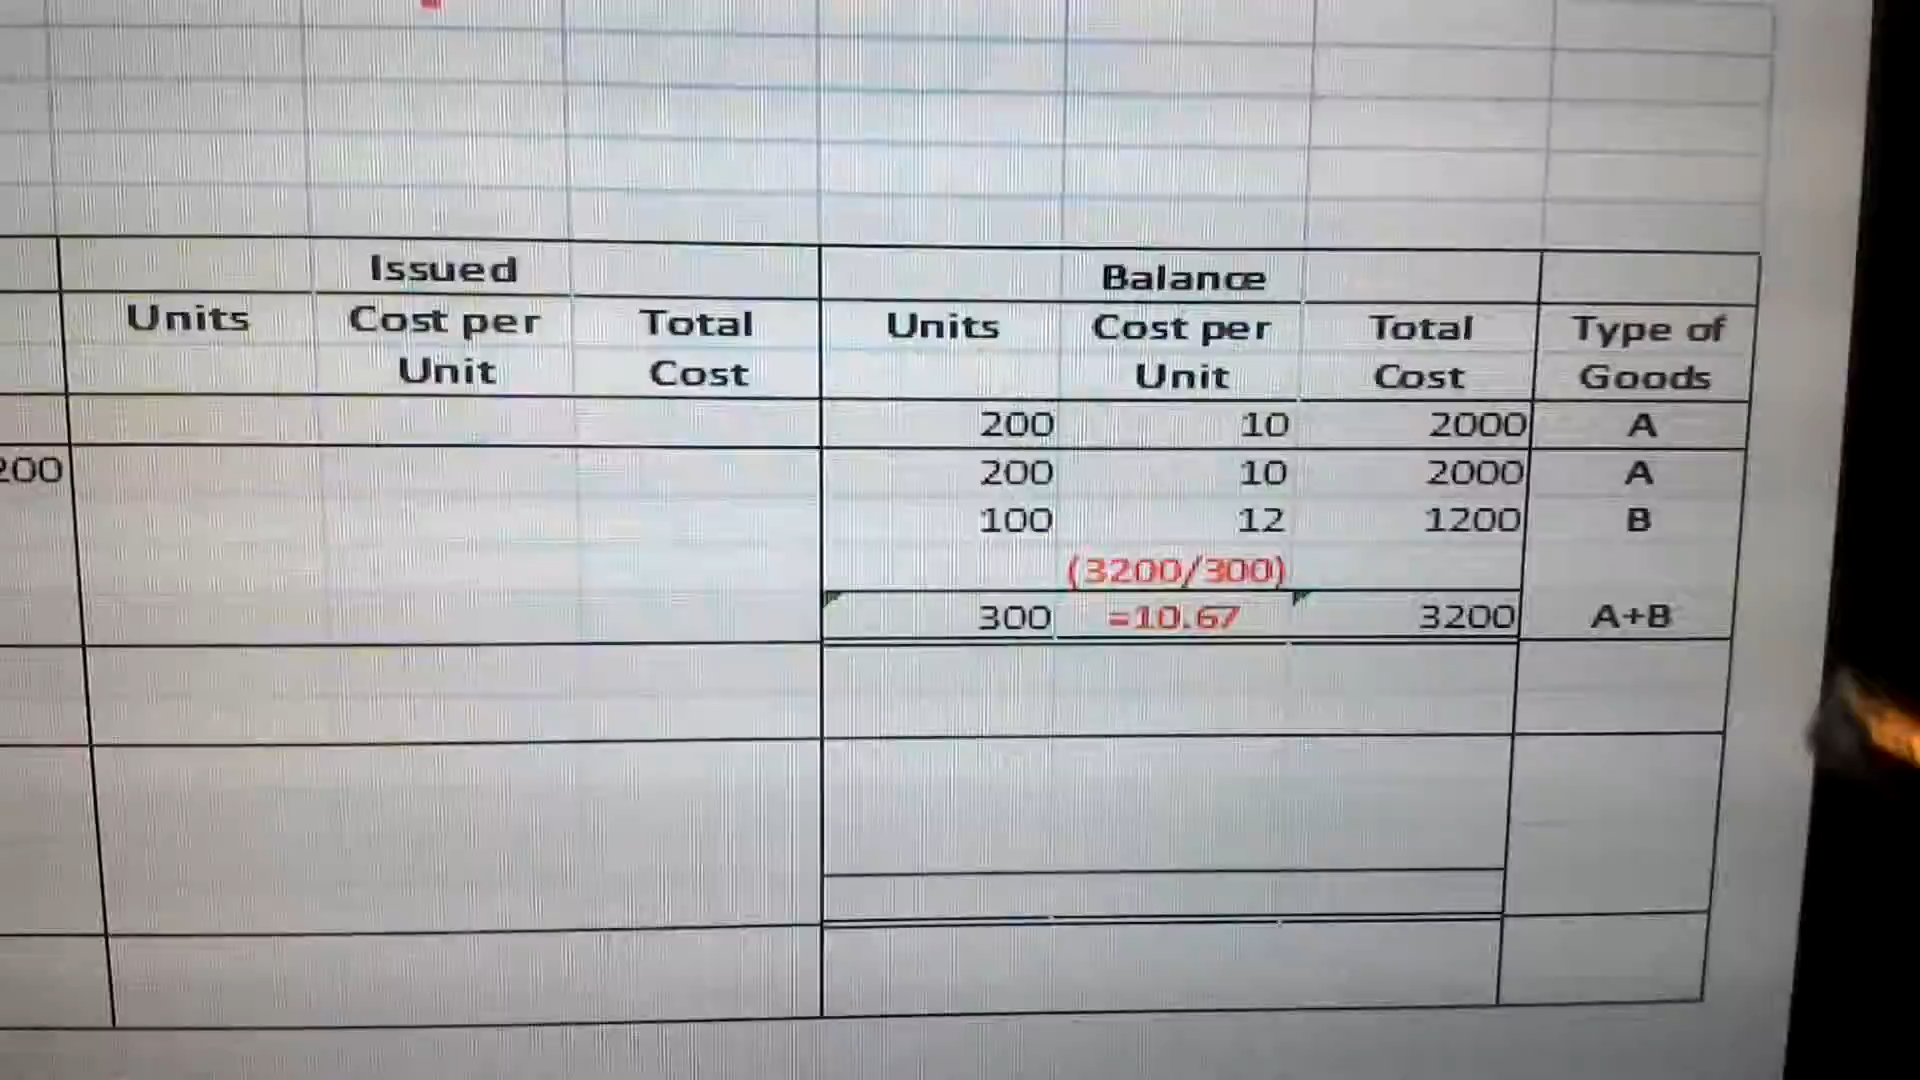 Issued Balance
Units Cost per Total Units Cost per Total Type of
Unit Cost Unit Cost Goods
200 10 2000 A
200 200 10 2000 A
100 12 1200 B
(3200/300)
300 =10.67 3200 A+B